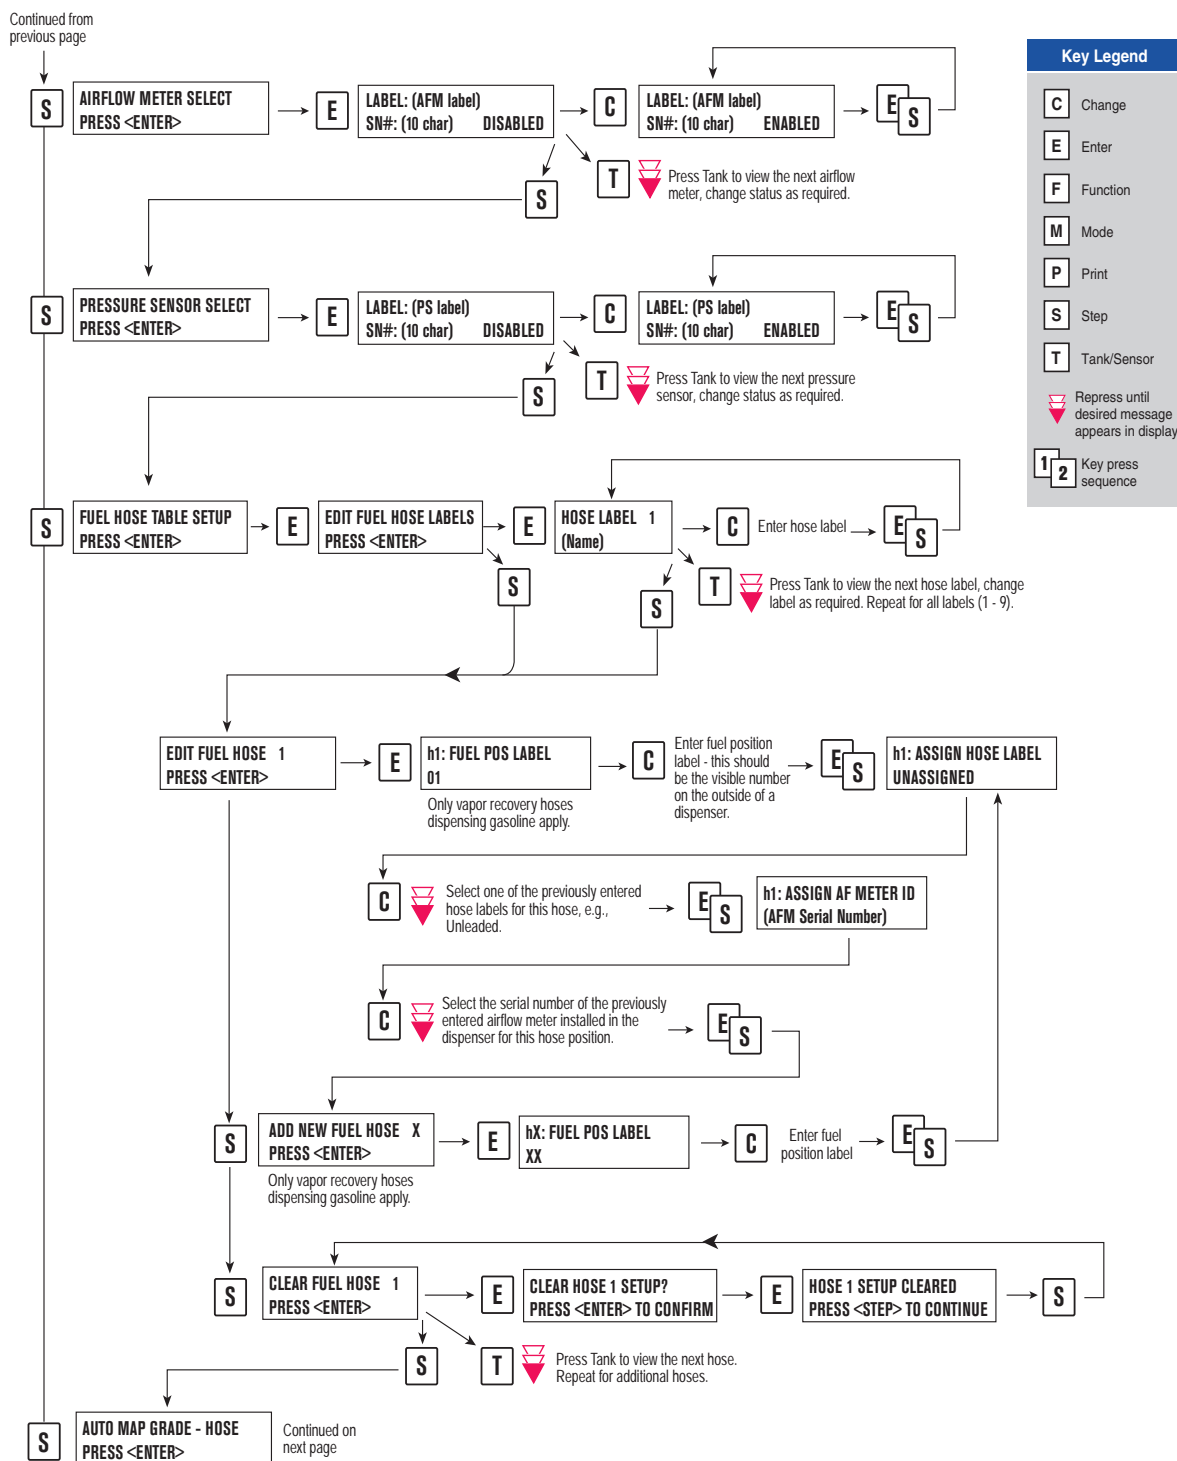 Continued from
previous page
Key Legend
C Change
E Enter
F Function
M Mode
P Print
S Step
T Tank/Sensor
Repress until
desired message
appears in display
1 2 Key press
sequence
S
AIRFLOW METER SELECT
PRESS <ENTER>
E
LABEL: (AFM label)
SN#: (10 char) DISABLED
C
LABEL: (AFM label)
SN#: (10 char) ENABLED
E
S
S
T
Press Tank to view the next airflow
meter, change status as required.
S
PRESSURE SENSOR SELECT
PRESS <ENTER>
E
LABEL: (PS label)
SN#: (10 char) DISABLED
C
LABEL: (PS label)
SN#: (10 char) ENABLED
E
S
S
T
Press Tank to view the next pressure
sensor, change status as required.
S
FUEL HOSE TABLE SETUP
PRESS <ENTER>
E
EDIT FUEL HOSE LABELS
PRESS <ENTER>
E
HOSE LABEL 1
(Name)
C
Enter hose label
E
S
S
S
T
Press Tank to view the next hose label, change
label as required. Repeat for all labels (1 - 9).
EDIT FUEL HOSE 1
PRESS <ENTER>
E
h1: FUEL POS LABEL
01
Only vapor recovery hoses
dispensing gasoline apply.
C
Enter fuel position
label - this should
be the visible number
on the outside of a
dispenser.
E
S
h1: ASSIGN HOSE LABEL
UNASSIGNED
C
Select one of the previously entered
hose labels for this hose, e.g.,
Unleaded.
E
S
h1: ASSIGN AF METER ID
(AFM Serial Number)
C
Select the serial number of the previously
entered airflow meter installed in the
dispenser for this hose position.
E
S
S
ADD NEW FUEL HOSE X
PRESS <ENTER>
Only vapor recovery hoses
dispensing gasoline apply.
E
hX: FUEL POS LABEL
XX
C
Enter fuel
position label
E
S
S
CLEAR FUEL HOSE 1
PRESS <ENTER>
E
CLEAR HOSE 1 SETUP?
PRESS <ENTER> TO CONFIRM
E
HOSE 1 SETUP CLEARED
PRESS <STEP> TO CONTINUE
S
S
T
Press Tank to view the next hose.
Repeat for additional hoses.
S
AUTO MAP GRADE - HOSE
PRESS <ENTER>
Continued on
next page